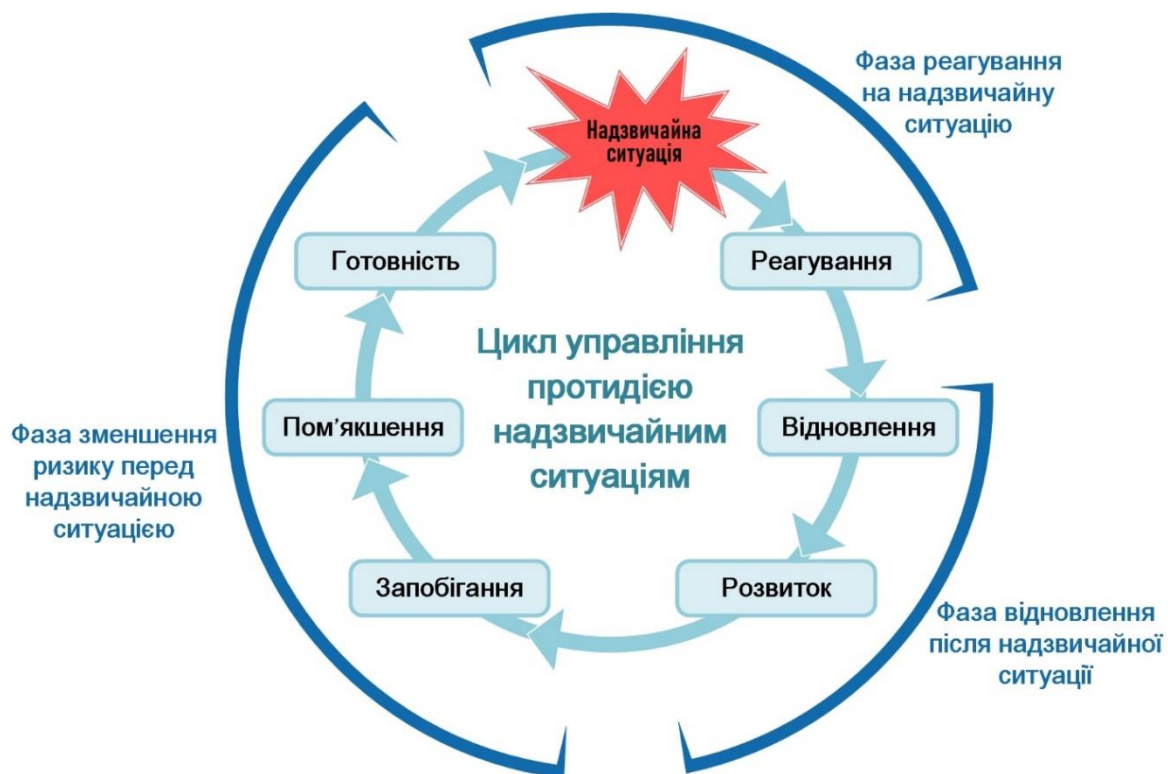 Фаза реагування
на надзвичайну
ситуацію
Надзвичайна
ситуація
Готовність
Реагування
Цикл управління
протидією
надзвичайним
ситуаціям
Пом’якшення
Відновлення
Фаза зменшення
ризику перед
надзвичайною
ситуацією
Запобігання
Розвиток
Фаза відновлення
після надзвичайної
ситуації